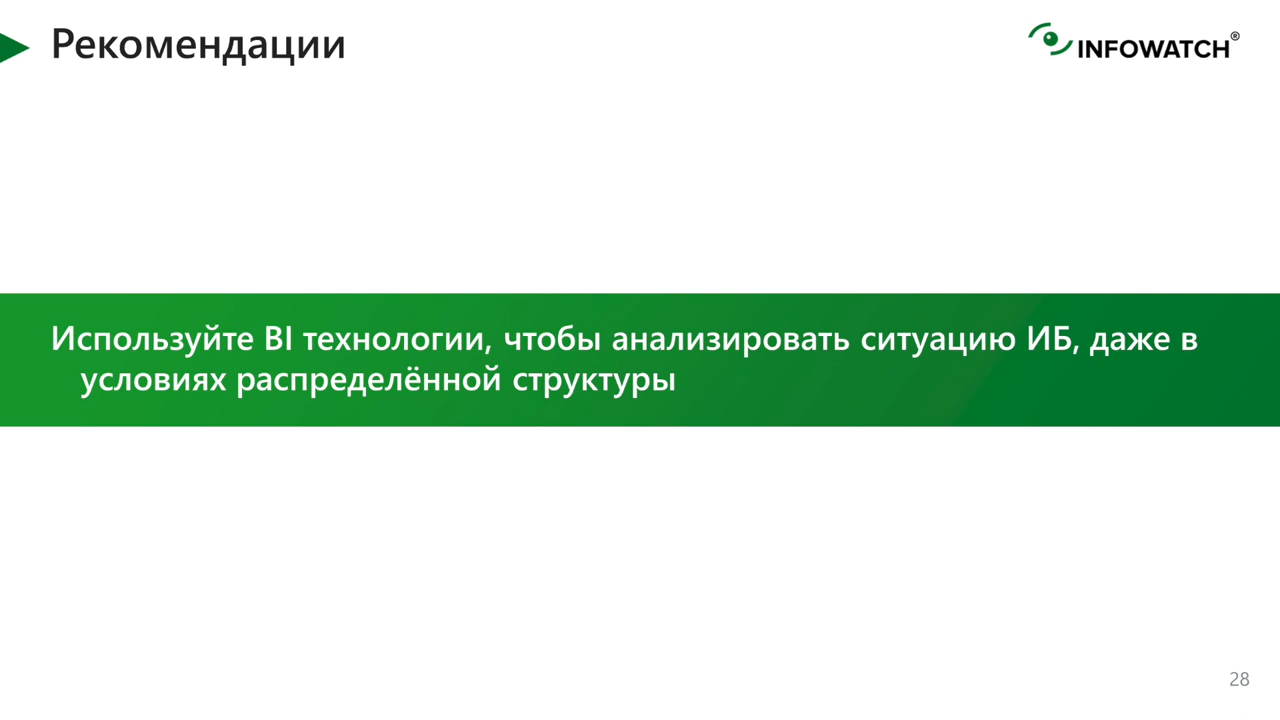 Рекомендации
INFOWATCH®
Используйте BI технологии, чтобы анализировать ситуацию ИБ, даже в
условиях распределённой структуры
28